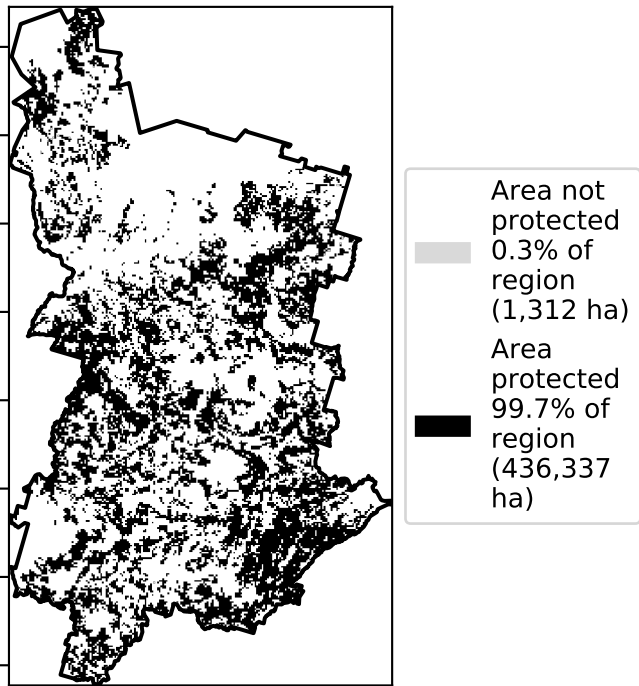 Area not
protected
0.3% of
region
(1,312 ha)
Area
protected
99.7% of
region
(436,337
ha)